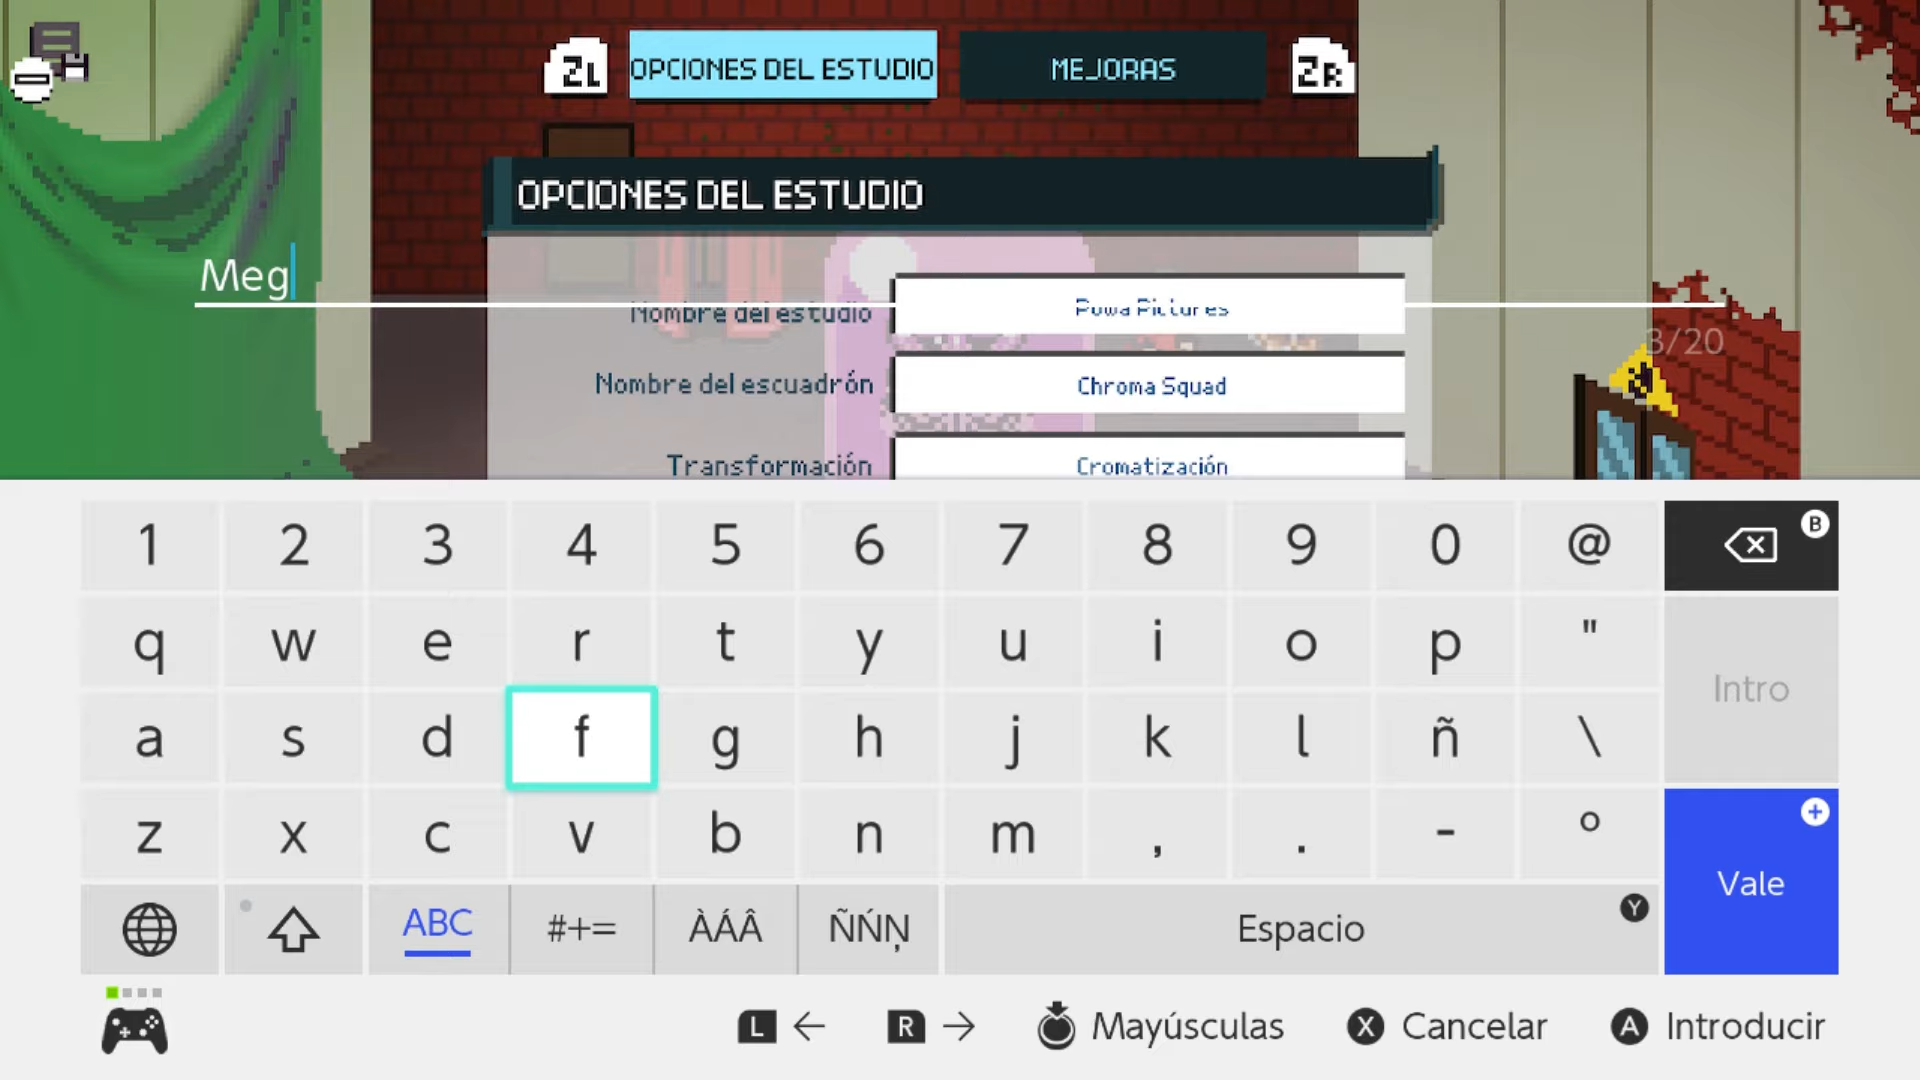 ZL OPCIONES DEL ESTUDIO MEJORAS ZR
OPCIONES DEL ESTUDIO
Meg
Nombre del estudio Powa Pictures
3/20
Nombre del escuadrón Chroma Squad
Transformación Cromatización
1 2 3 4 5 6 7 8 9 0 @ B
q w e r t y u i o p "
Intro
a s d f g h j k l ñ \
z x c v b n m , . - º +
Vale
ABC #+= ÀÁÂ ÑŃŅ Espacio Y
L ← R → Mayúsculas X Cancelar A Introducir